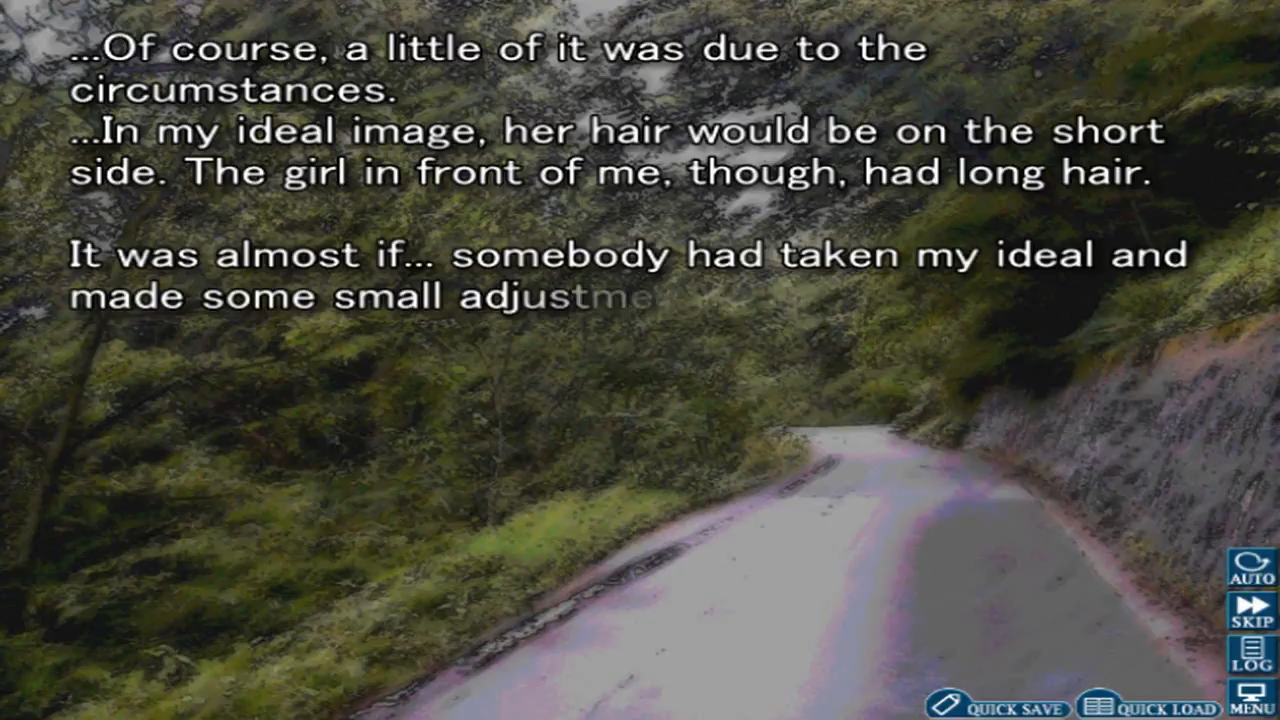 ...Of course, a little of it was due to the
circumstances.
...In my ideal image, her hair would be on the short
side. The girl in front of me, though, had long hair.
It was almost if... somebody had taken my ideal and
made some small adjustme
AUTO
SKIP
LOG
MENU
QUICK SAVE
QUICK LOAD